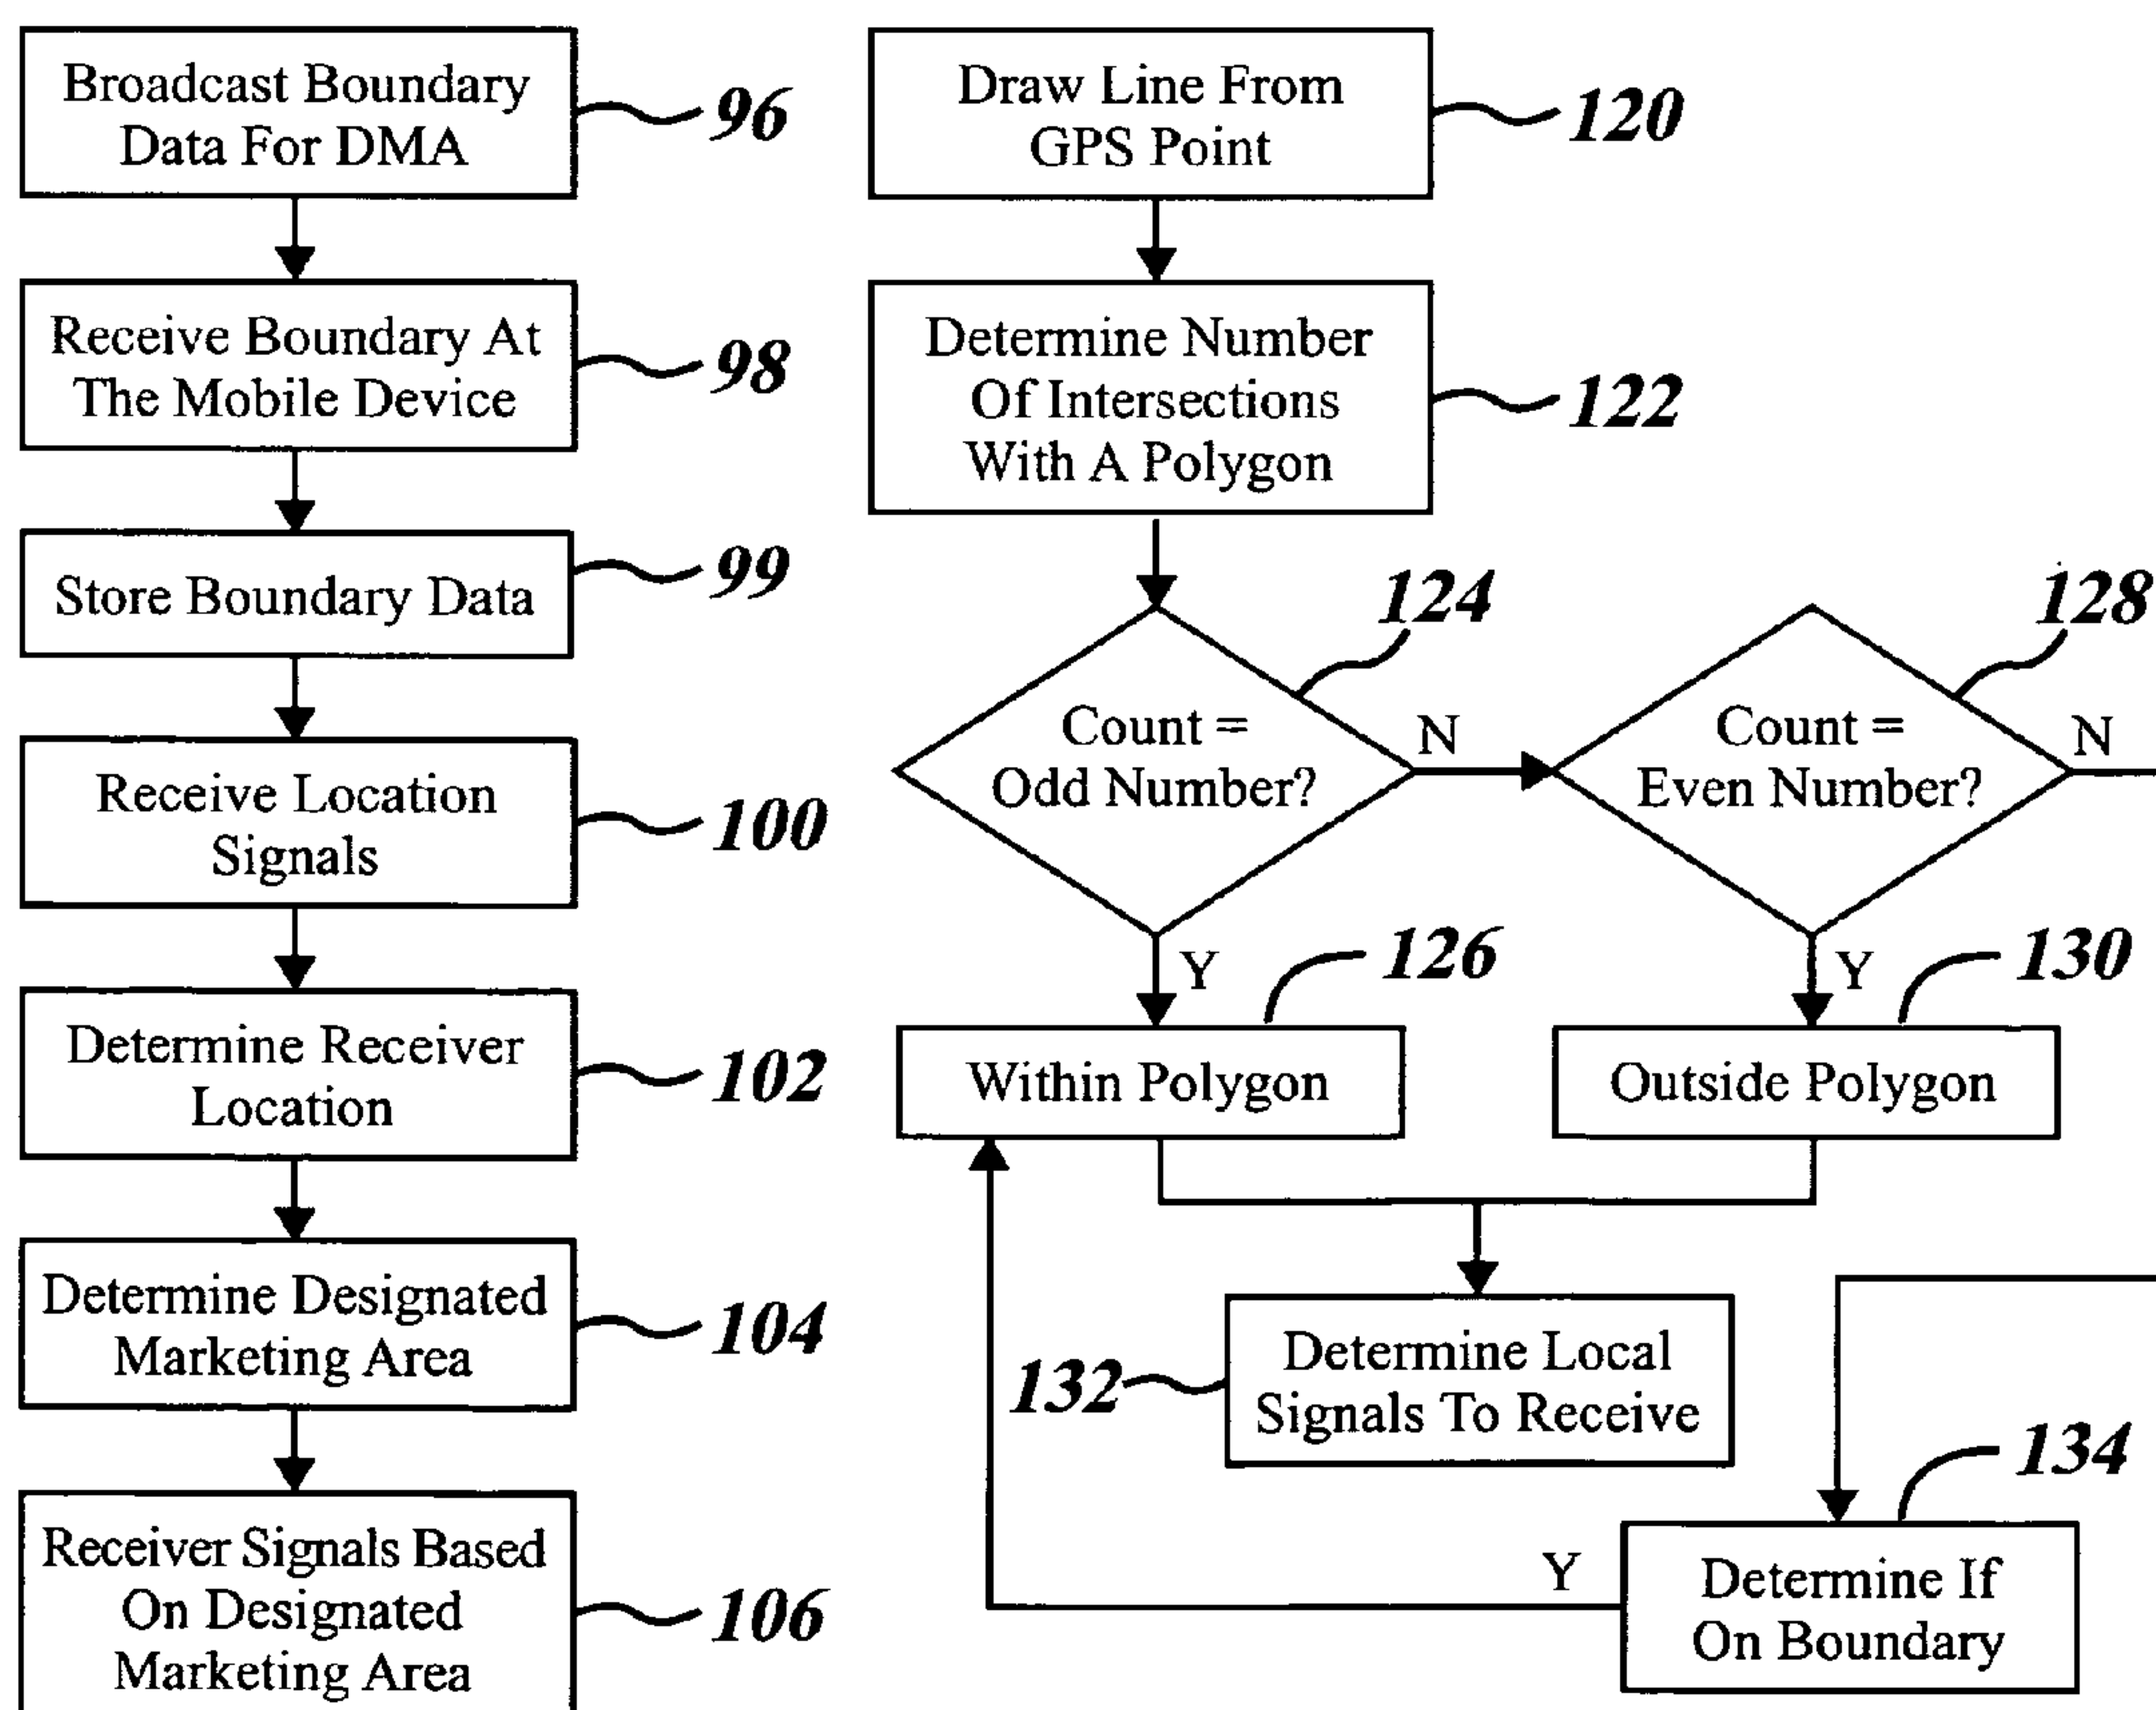 Broadcast Boundary
Data For DMA
96
Receive Boundary At
The Mobile Device
98
Store Boundary Data
99
Receive Location
Signals
100
Determine Receiver
Location
102
Determine Designated
Marketing Area
104
Receiver Signals Based
On Designated
Marketing Area
106
Draw Line From
GPS Point
120
Determine Number
Of Intersections
With A Polygon
122
124
Count =
Odd Number?
N
Y
128
Count =
Even Number?
N
Y
126
Within Polygon
130
Outside Polygon
132
Determine Local
Signals To Receive
134
Determine If
On Boundary
Y